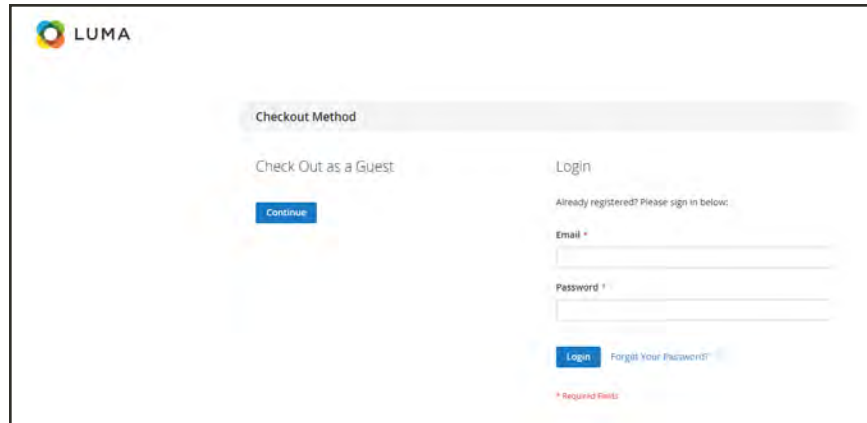 LUMA
Checkout Method
Check Out as a Guest
Continue
Login
Already registered? Please sign in below:
Email *
Password *
Login Forgot Your Password?
* Required Fields